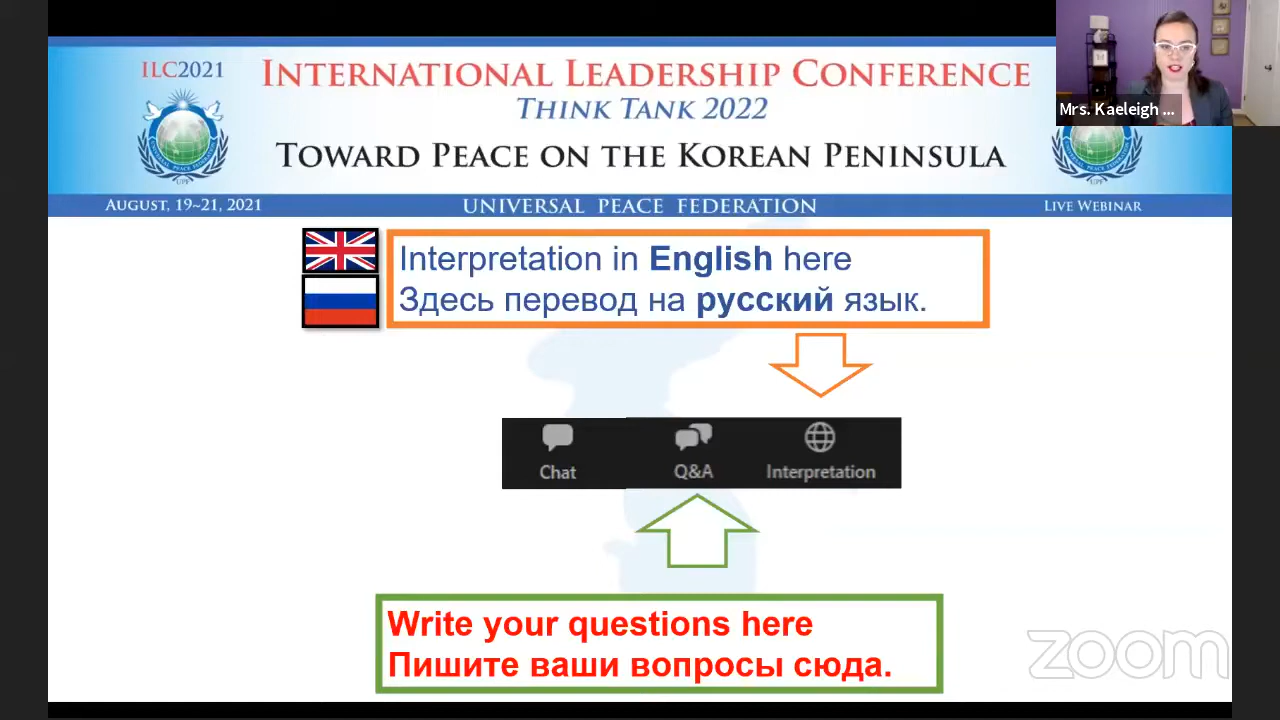 ILC2021
INTERNATIONAL LEADERSHIP CONFERENCE
THINK TANK 2022
TOWARD PEACE ON THE KOREAN PENINSULA
UPF
UPF
AUGUST, 19~21, 2021
UNIVERSAL PEACE FEDERATION
LIVE WEBINAR
Mrs. Kaeleigh ...
Interpretation in English here
Здесь перевод на русский язык.
Chat
Q&A
Interpretation
Write your questions here
Пишите ваши вопросы сюда.
zoom